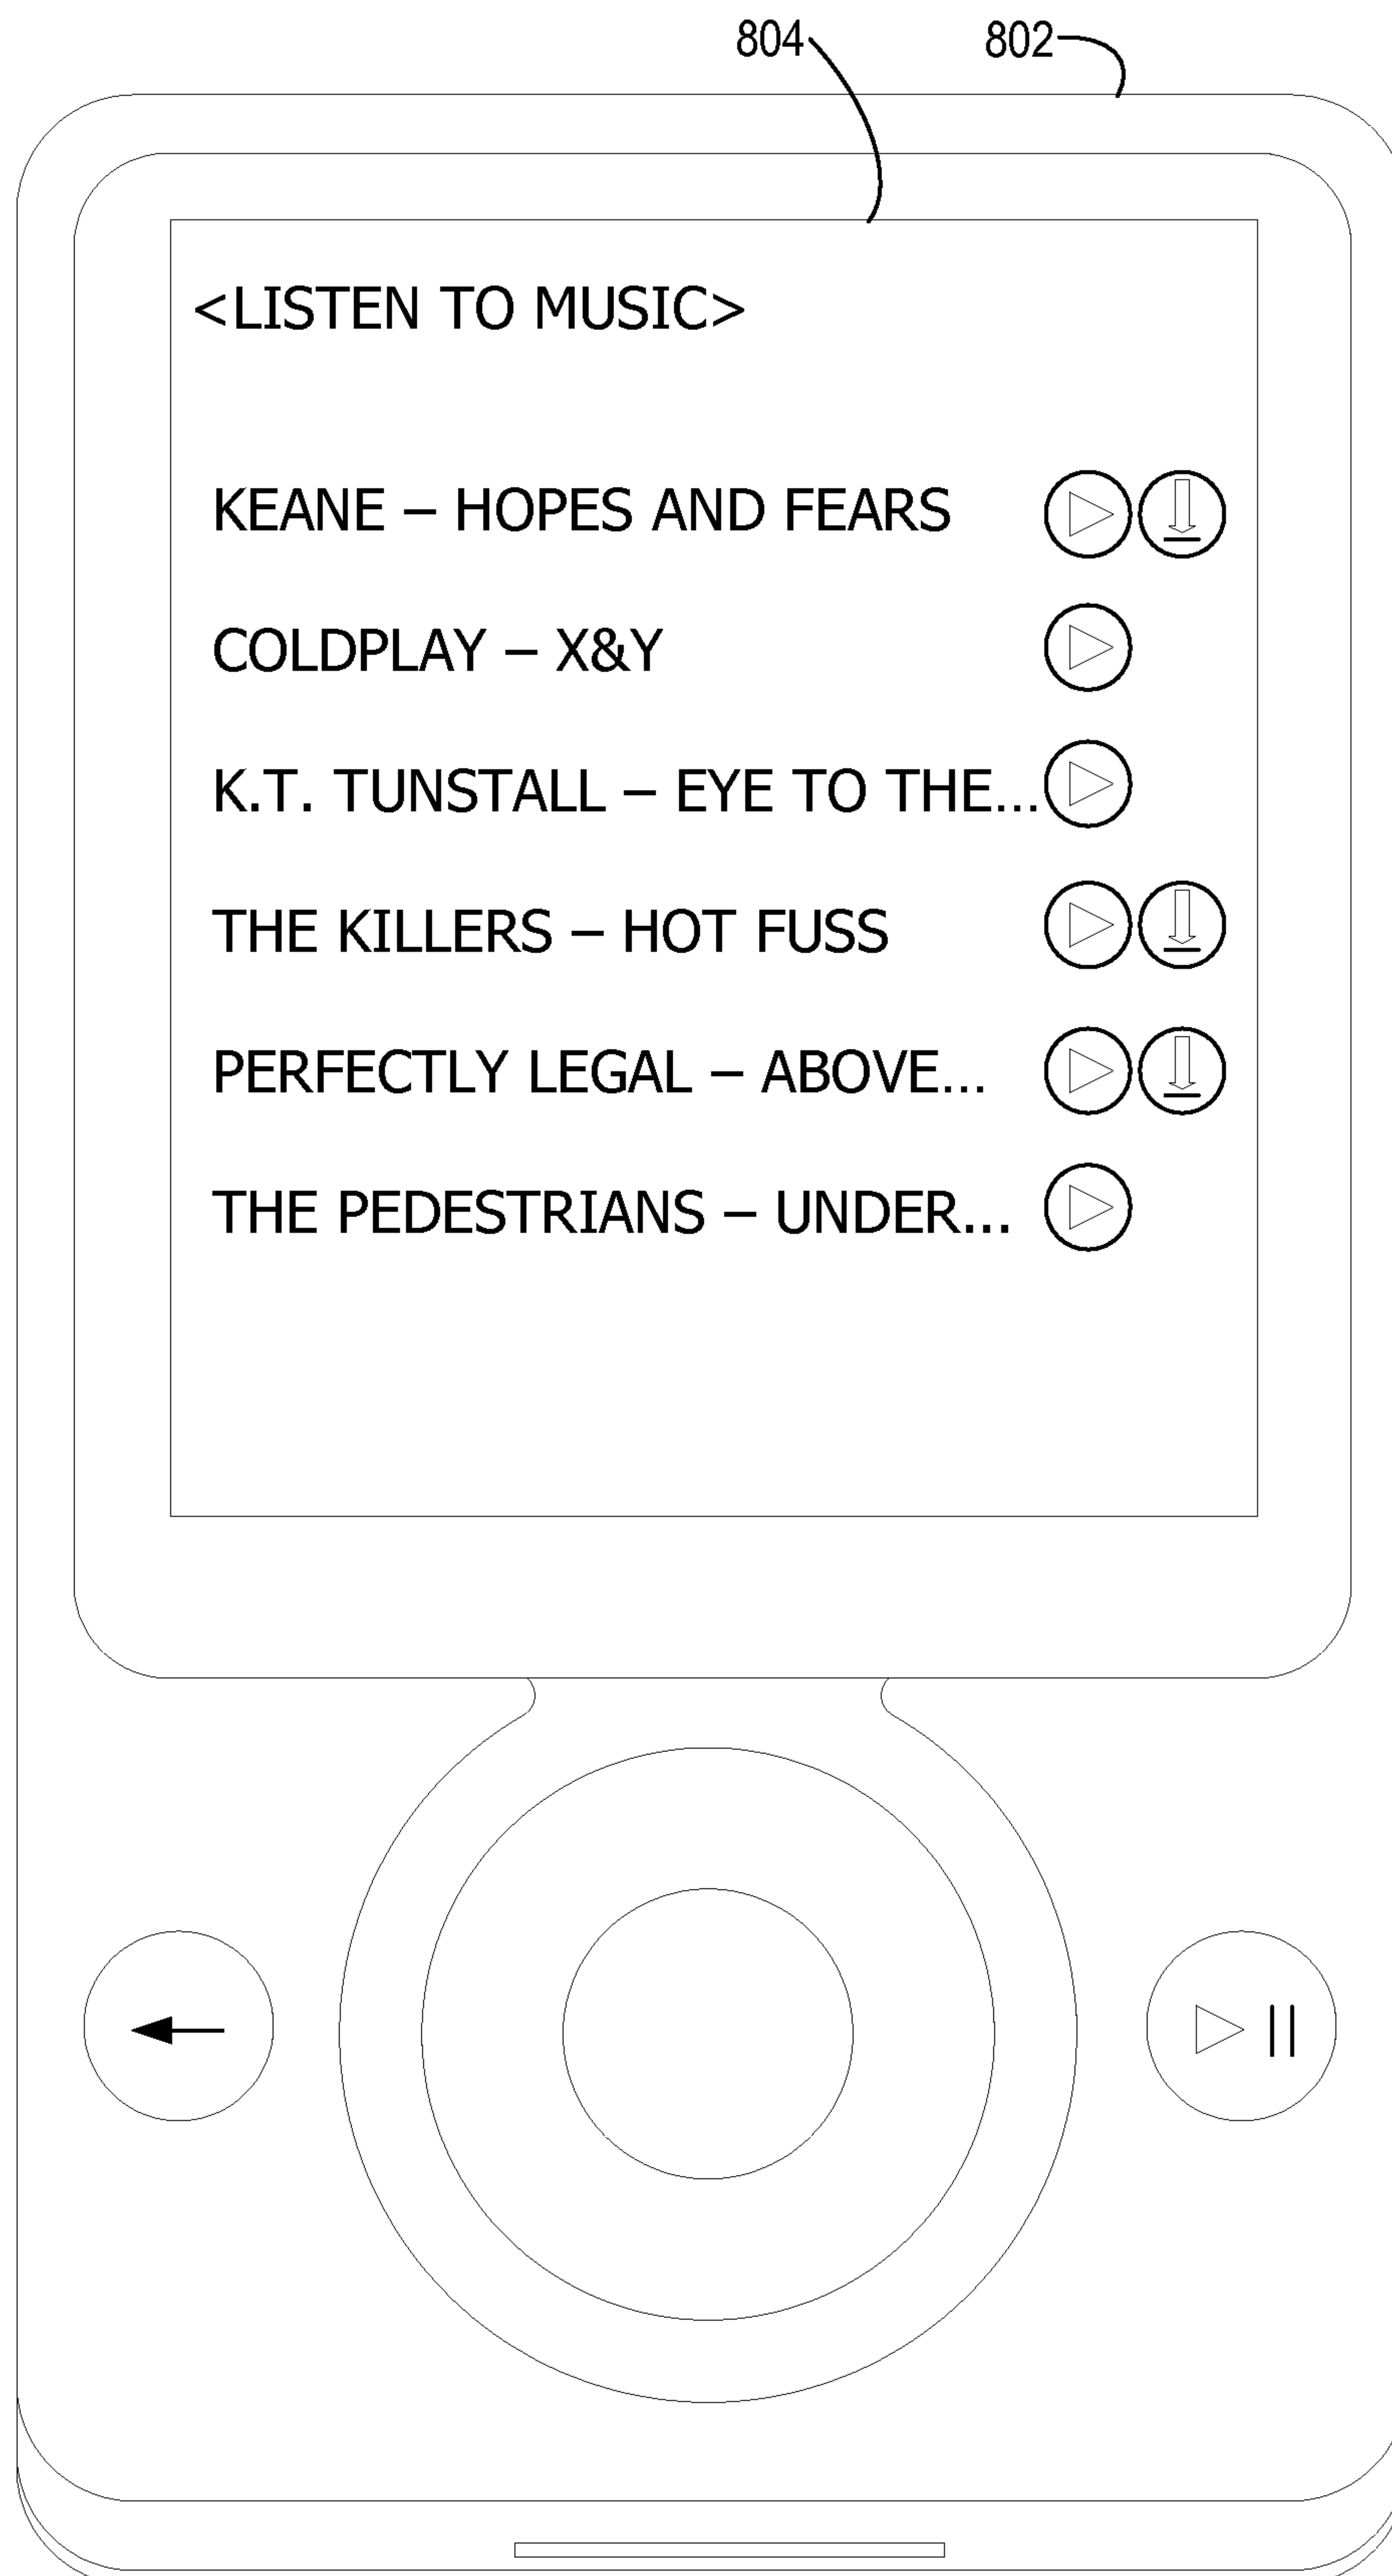 804 802
<LISTEN TO MUSIC>
KEANE – HOPES AND FEARS
COLDPLAY – X&Y
K.T. TUNSTALL – EYE TO THE...
THE KILLERS – HOT FUSS
PERFECTLY LEGAL – ABOVE...
THE PEDESTRIANS – UNDER...